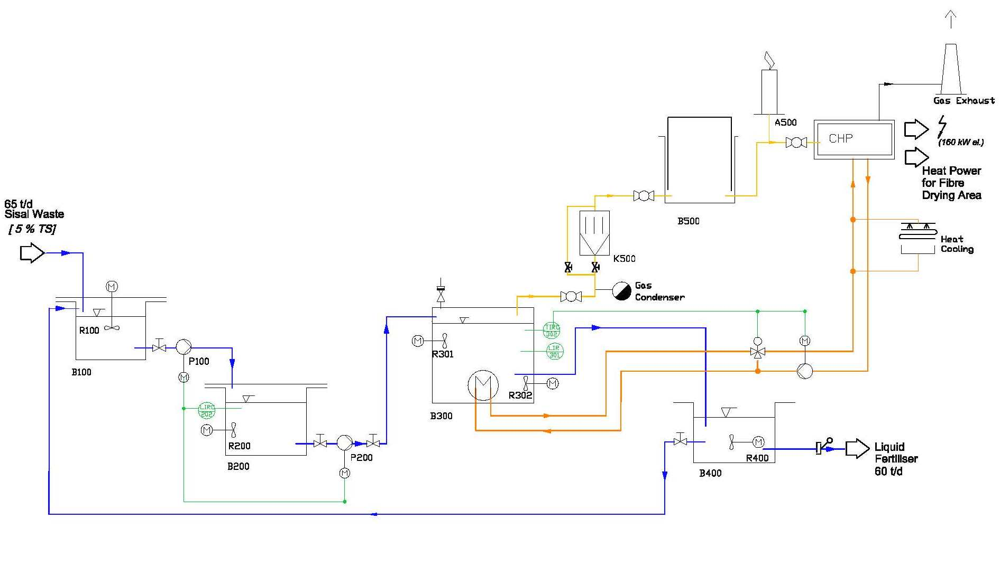 Gas Exhaust
A500
CHP
(160 kW el.)
Heat Power
for Fibre
Drying Area
65 t/d
Sisal Waste
[ 5 % TS]
B500
Heat
Cooling
K500
M
Gas
Condenser
R100
TIRC
302
M
M
R301
LIR
301
P100
B100
M
M
R302
M
M
LIRC
202
B300
M
R200
P200
M
R400
Liquid
Fertiliser
60 t/d
B200
M
B400